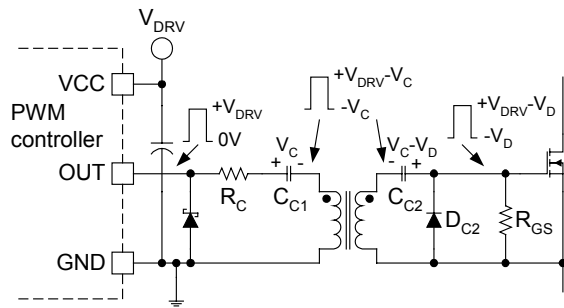 V_DRV
VCC
PWM
controller
+V_DRV
0V
+V_DRV-V_C
-V_C
+V_DRV-V_D
-V_D
OUT
V_C
+ -
V_C-V_D
- +
R_C
C_C1
C_C2
D_C2
R_GS
GND